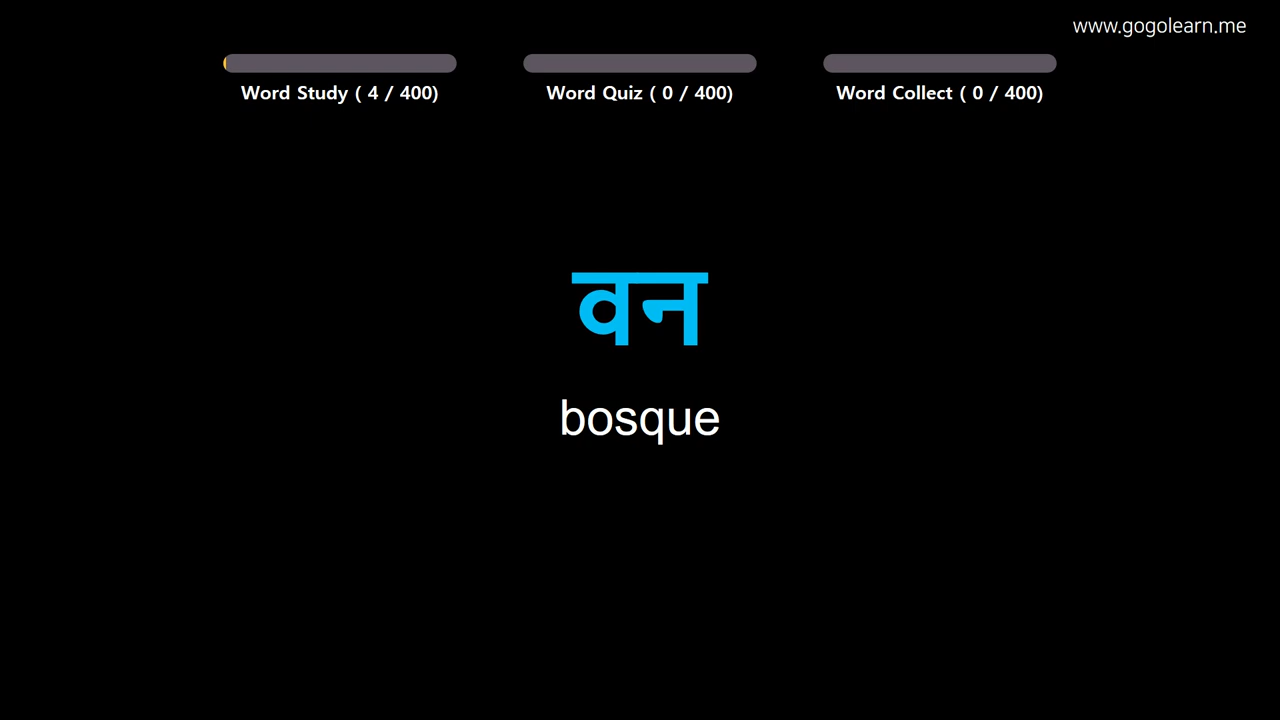 www.gogolearn.me
Word Study ( 4 / 400)
Word Quiz ( 0 / 400)
Word Collect ( 0 / 400)
वन
bosque